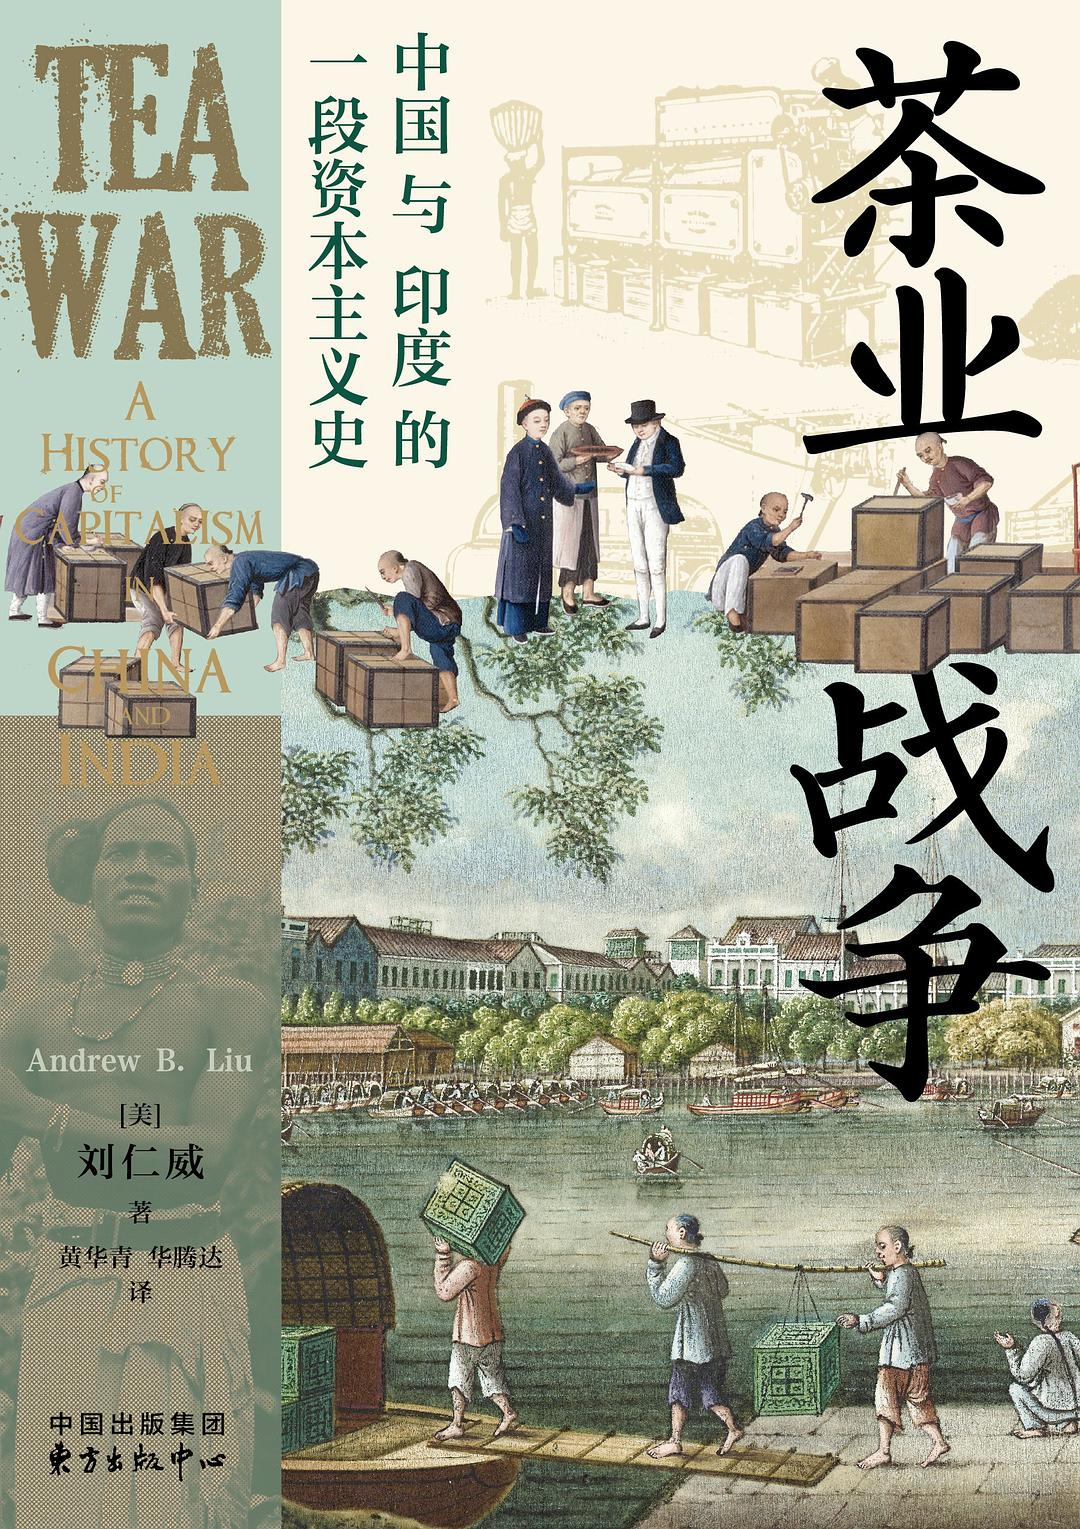 TEA
WAR
A
HISTORY
OF
CAPITALISM
IN
CHINA
AND
INDIA
Andrew B. Liu
[美]
刘仁威
著
黄华青 华腾达
译
中国出版集团
东方出版中心
中国与印度的
一段资本主义史
茶业战争